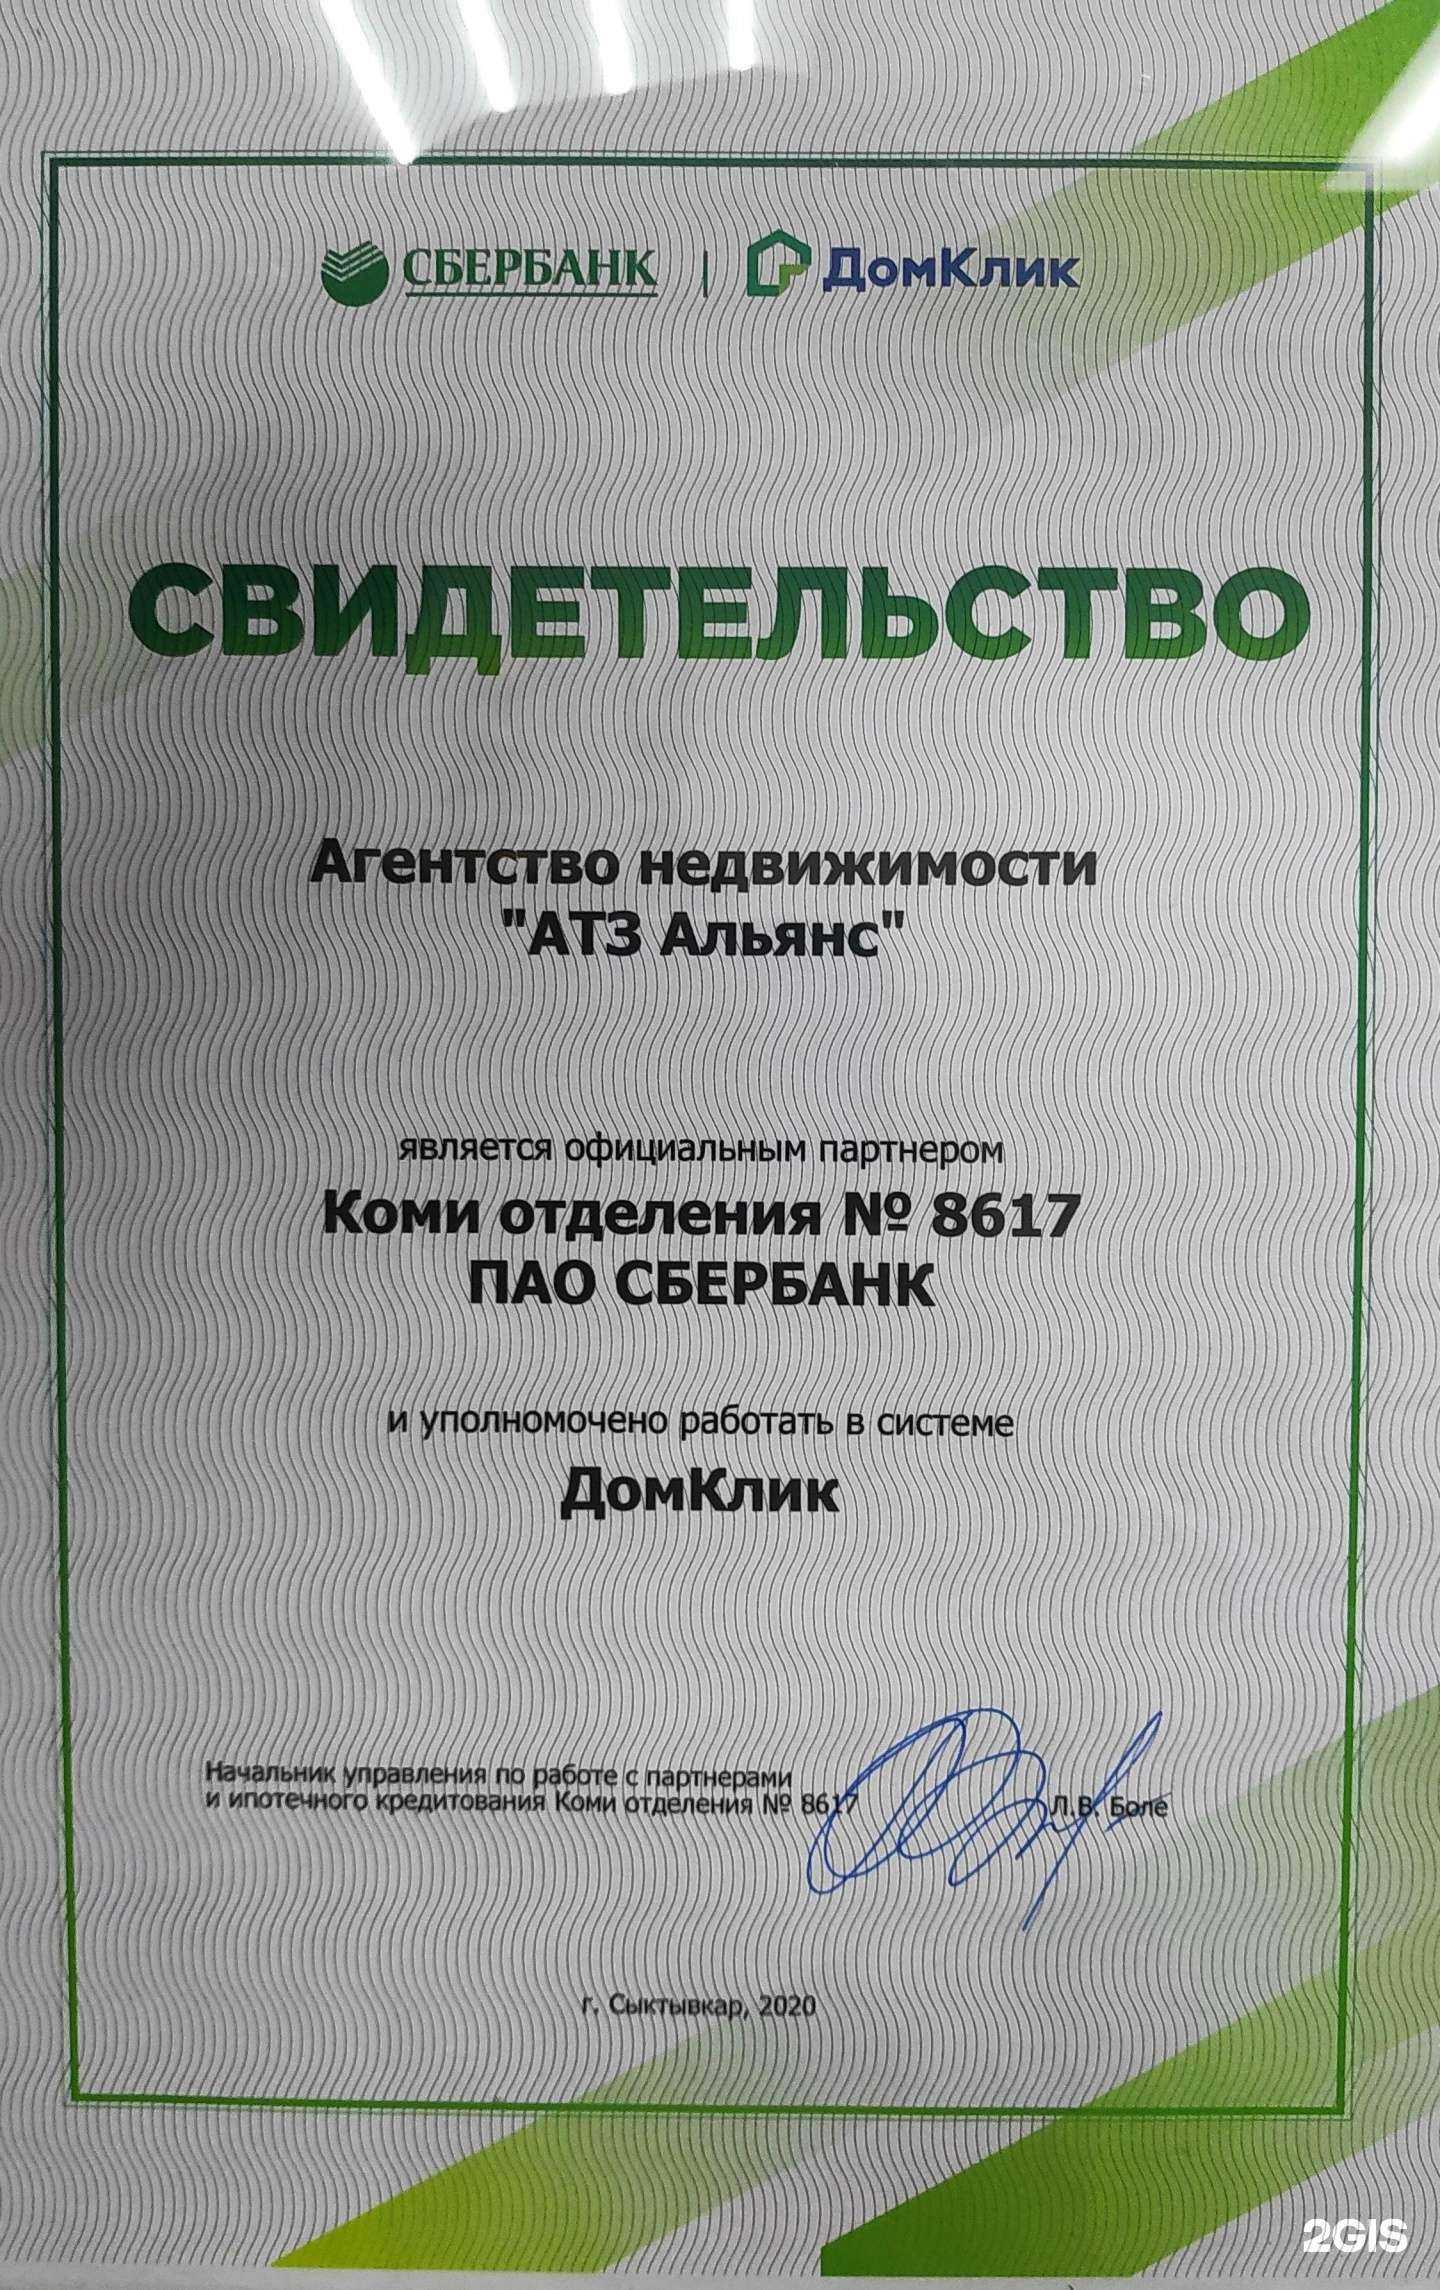 СБЕРБАНК | ДомКлик
СВИДЕТЕЛЬСТВО
Агентство недвижимости
"АТЗ Альянс"
является официальным партнером
Коми отделения № 8617
ПАО СБЕРБАНК
и уполномочено работать в системе
ДомКлик
Начальник управления по работе с партнерами
и ипотечного кредитования Коми отделения № 8617 Л.В. Боле
г. Сыктывкар, 2020
2GIS